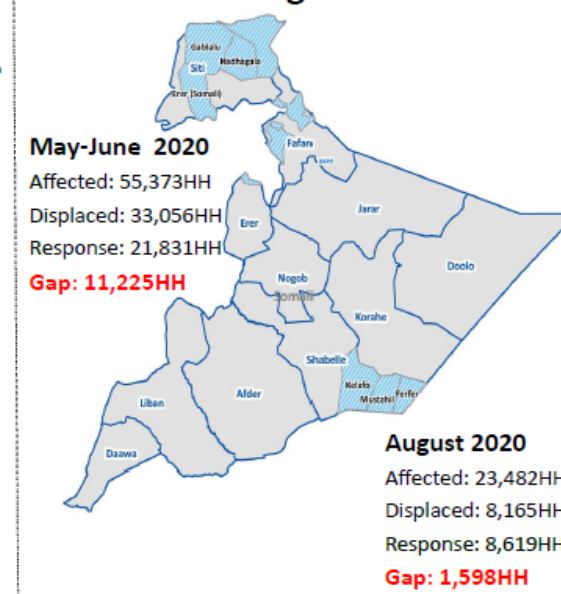 Gablalu
Hadhagala
Siti
Erer (Somali)
Fafan
May-June 2020
Affected: 55,373HH
Displaced: 33,056HH
Response: 21,831HH
Gap: 11,225HH
Jarar
Erer
Doolo
Nogob
Somali
Korahe
Shabelle
Kelafo
Mustahil
Ferfer
Afder
Liban
Daawa
August 2020
Affected: 23,482HH
Displaced: 8,165HH
Response: 8,619HH
Gap: 1,598HH